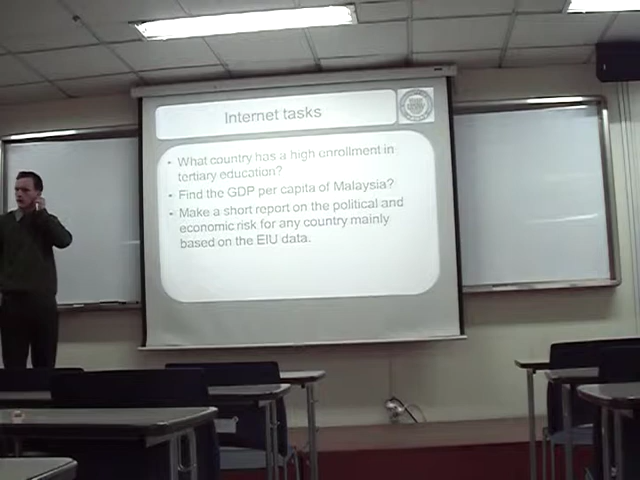 Internet tasks
• What country has a high enrollment in
tertiary education?
• Find the GDP per capita of Malaysia?
• Make a short report on the political and
economic risk for any country mainly
based on the EIU data.